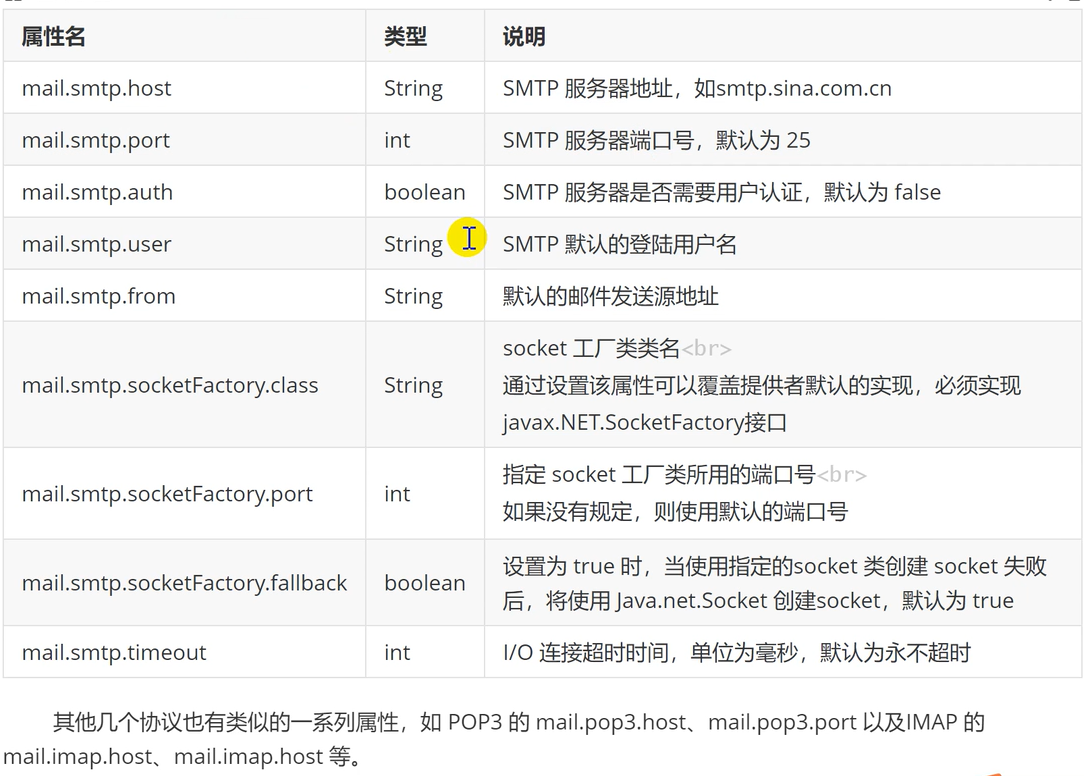 属性名 类型 说明
mail.smtp.host String SMTP 服务器地址，如smtp.sina.com.cn
mail.smtp.port int SMTP 服务器端口号，默认为 25
mail.smtp.auth boolean SMTP 服务器是否需要用户认证，默认为 false
mail.smtp.user String SMTP 默认的登陆用户名
mail.smtp.from String 默认的邮件发送源地址
mail.smtp.socketFactory.class String socket 工厂类类名<br>
通过设置该属性可以覆盖提供者默认的实现，必须实现
javax.NET.SocketFactory接口
mail.smtp.socketFactory.port int 指定 socket 工厂类所用的端口号<br>
如果没有规定，则使用默认的端口号
mail.smtp.socketFactory.fallback boolean 设置为 true 时，当使用指定的socket 类创建 socket 失败
后，将使用 Java.net.Socket 创建socket，默认为 true
mail.smtp.timeout int I/O 连接超时时间，单位为毫秒，默认为永不超时
其他几个协议也有类似的一系列属性，如 POP3 的 mail.pop3.host、mail.pop3.port 以及IMAP 的
mail.imap.host、mail.imap.host 等。